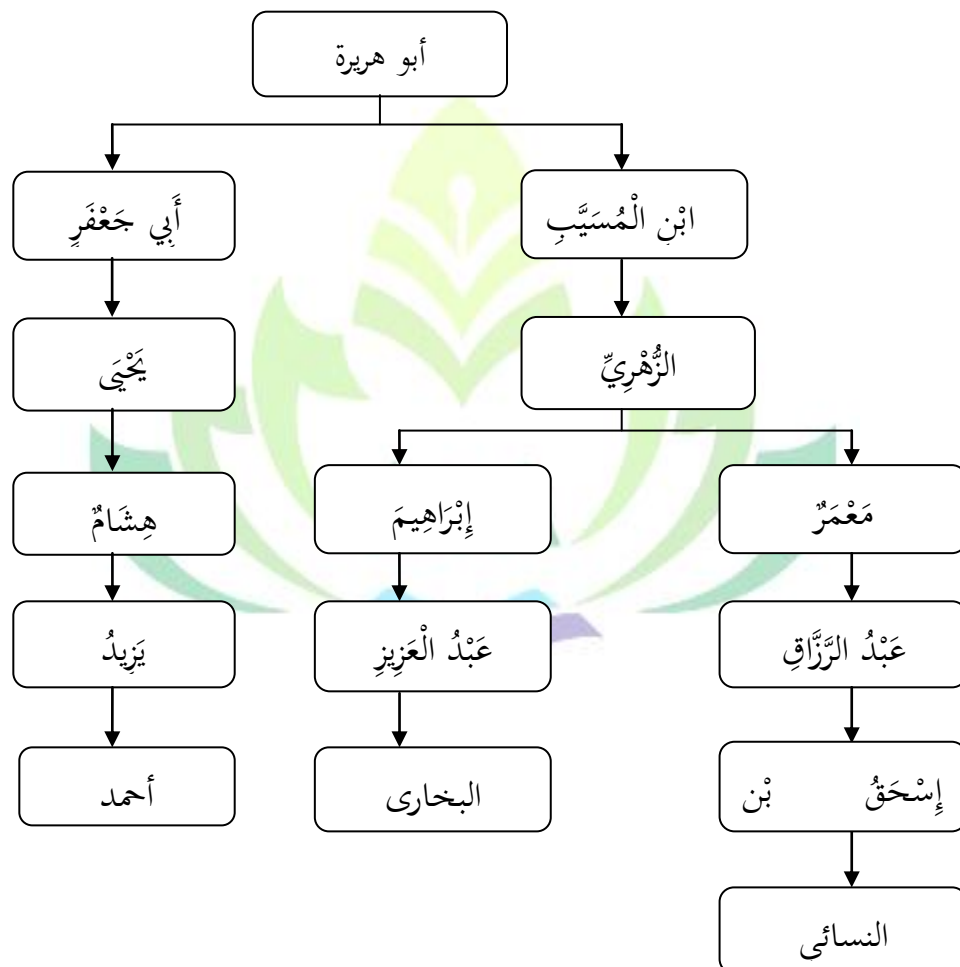 أبو هريرة
ابْنِ الْمُسَيَّبِ
أَبِي جَعْفَرٍ
الزُّهْرِيِّ
يَحْيَى
مَعْمَرٌ
إِبْرَاهِيمَ
هِشَامٌ
عَبْدُ الرَّزَّاقِ
عَبْدُ الْعَزِيزِ
يَزِيدُ
إِسْحَقُ بْن
البخارى
أحمد
النسائى